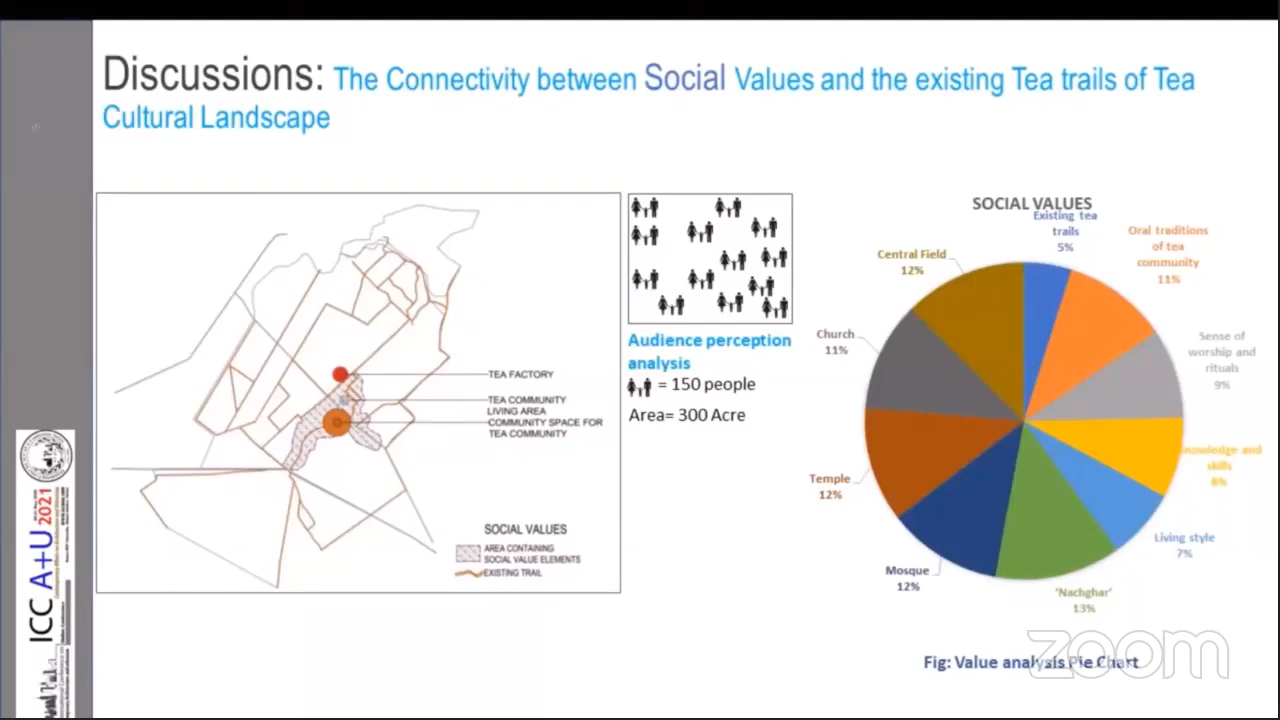 Discussions: The Connectivity between Social Values and the existing Tea trails of Tea
Cultural Landscape
TEA FACTORY
TEA COMMUNITY
LIVING AREA
COMMUNITY SPACE FOR
TEA COMMUNITY
SOCIAL VALUES
AREA CONTAINING
SOCIAL VALUE ELEMENTS
EXISTING TRAIL
Audience perception
analysis
= 150 people
Area= 300 Acre
SOCIAL VALUES
Existing tea
trails
5%
Oral traditions
of tea
community
11%
Sense of
worship and
rituals
9%
Knowledge and
skills
8%
Living style
7%
'Nachghar'
13%
Mosque
12%
Temple
12%
Church
11%
Central Field
12%
Fig: Value analysis Pie Chart
zoom
ICC A+U 2021